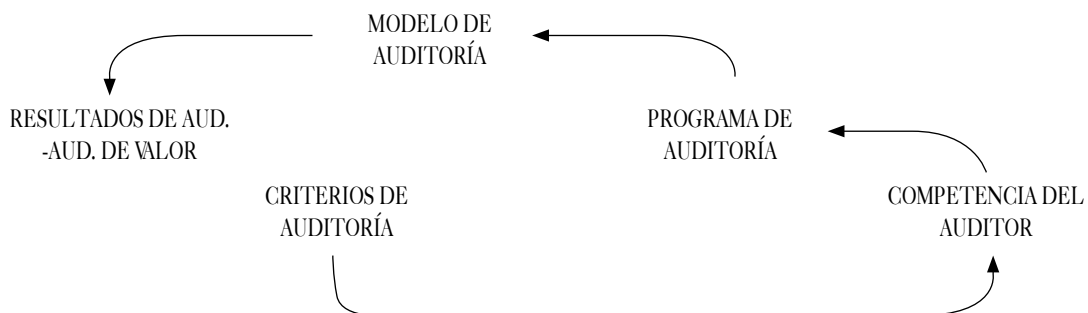 MODELO DE
AUDITORÍA
RESULTADOS DE AUD.
-AUD. DE VALOR
PROGRAMA DE
AUDITORÍA
CRITERIOS DE
AUDITORÍA
COMPETENCIA DEL
AUDITOR